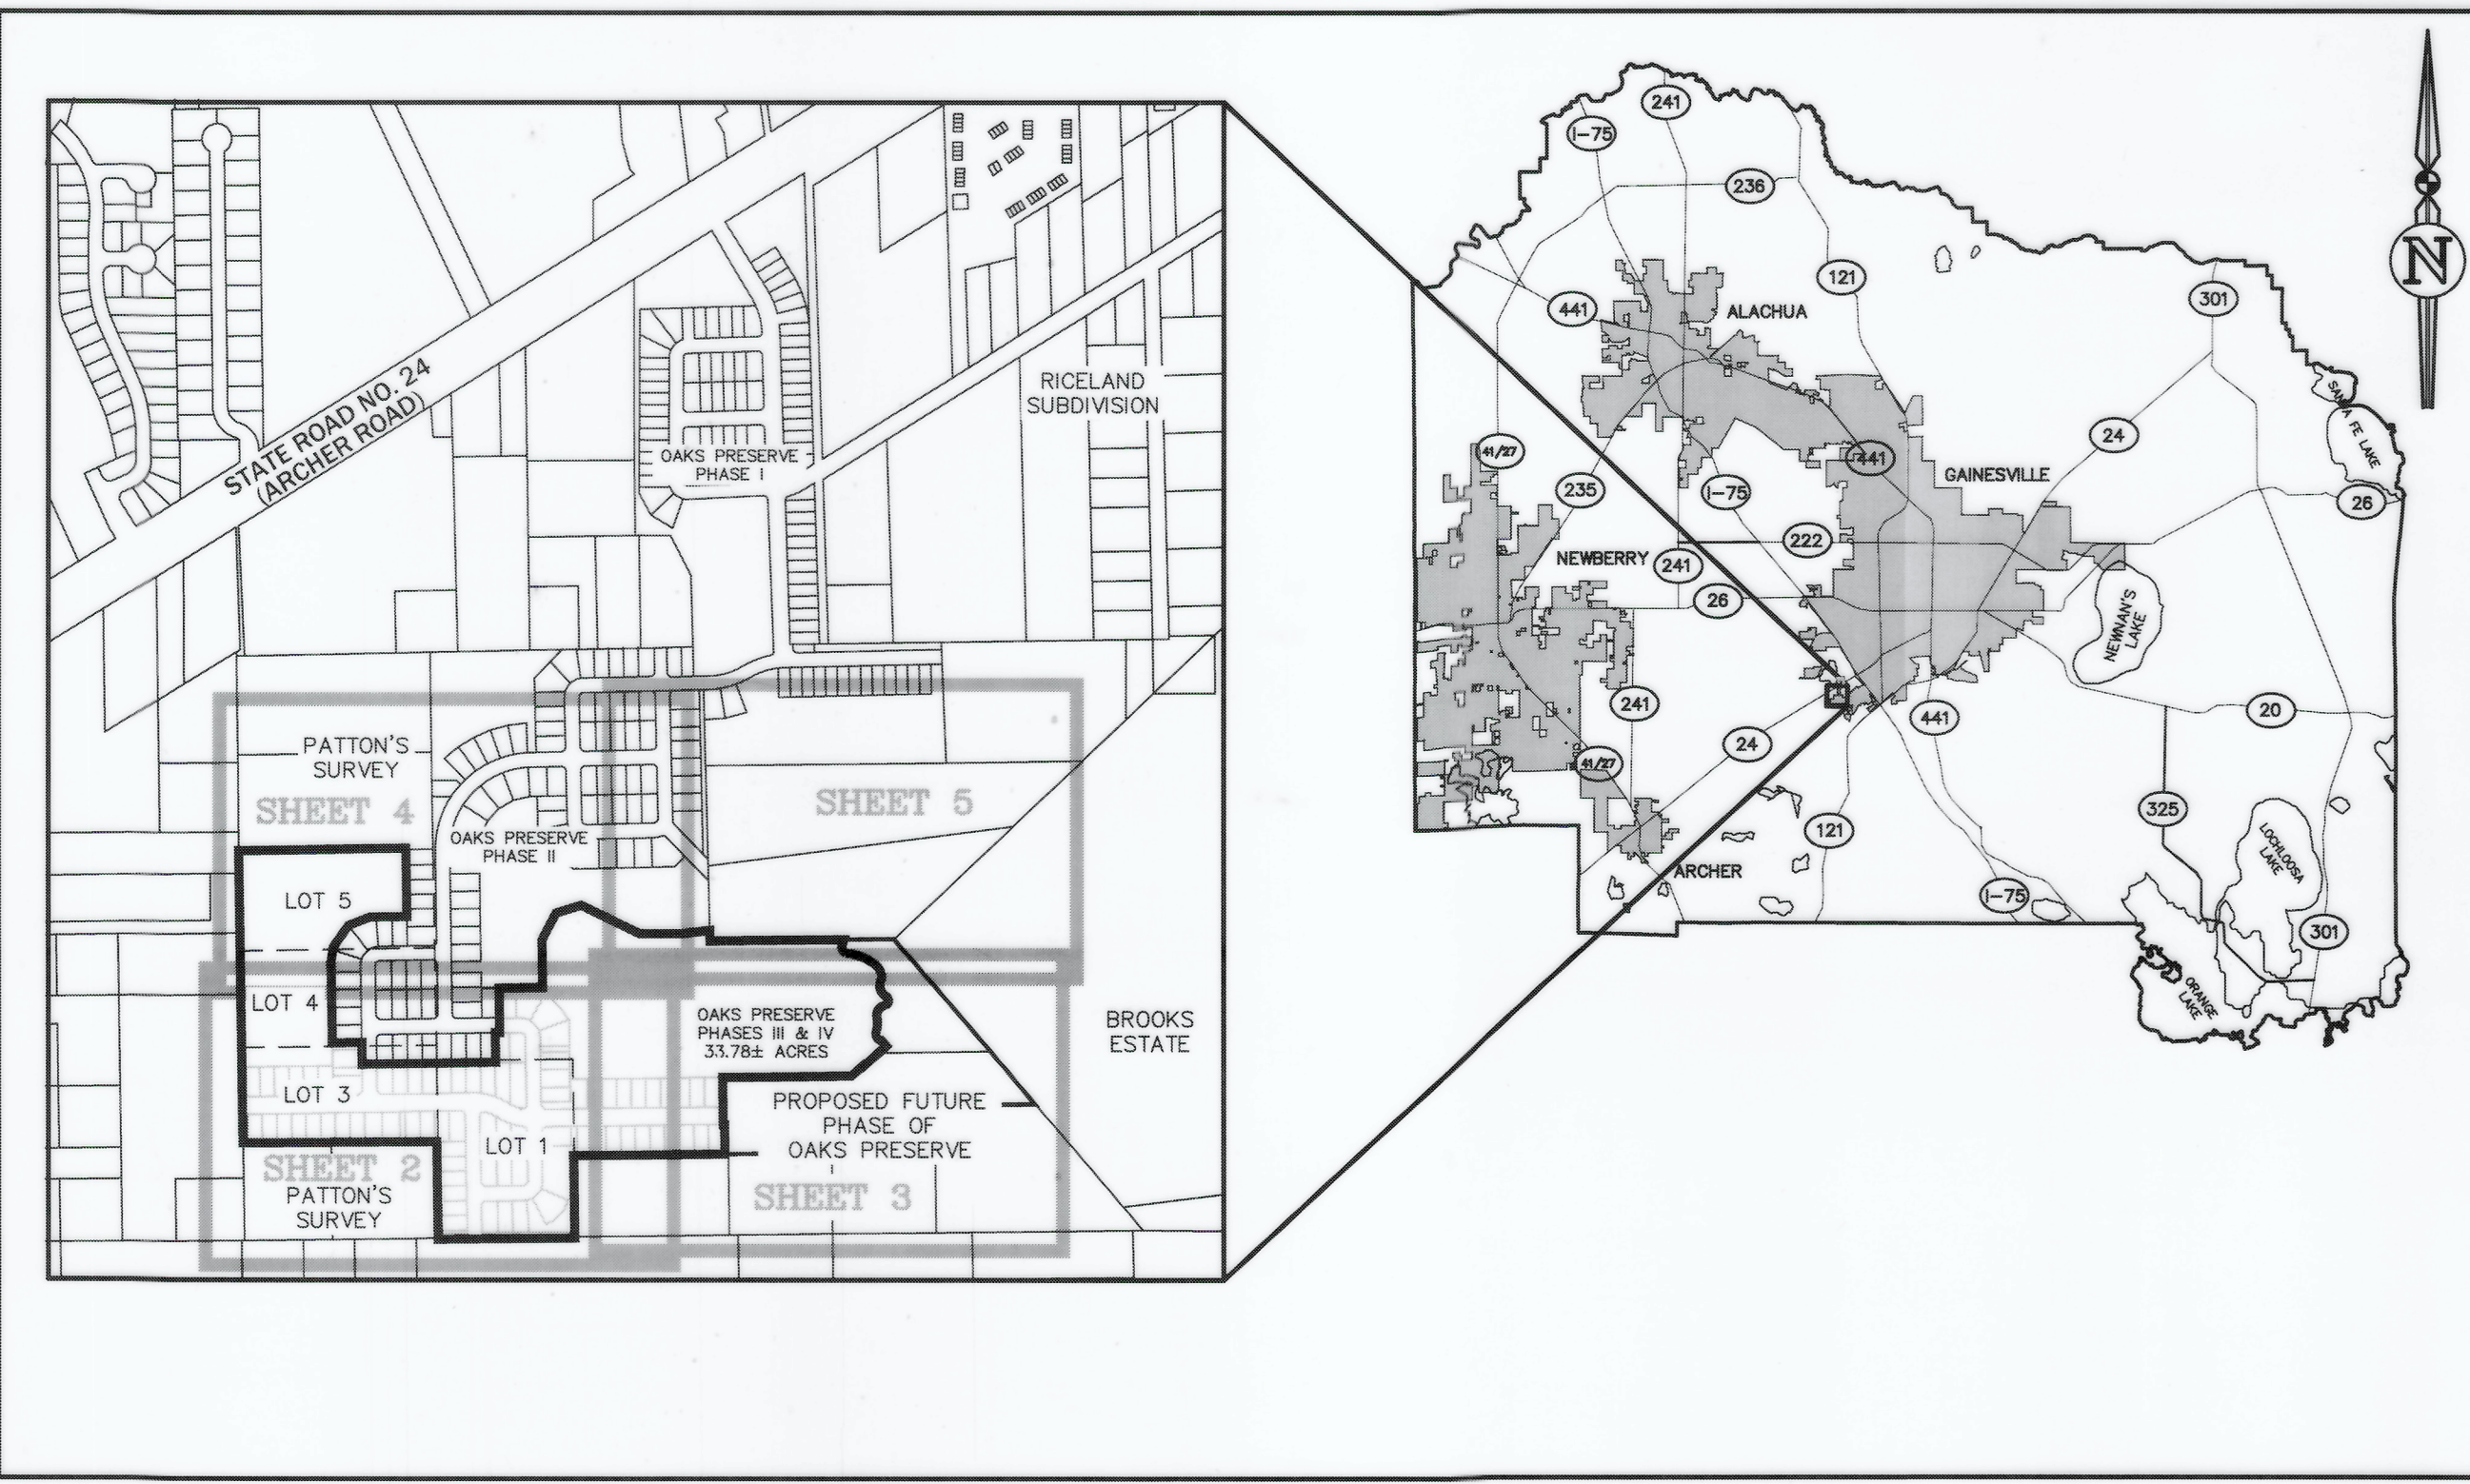 STATE ROAD NO. 24
(ARCHER ROAD)
RICELAND
SUBDIVISION
OAKS PRESERVE
PHASE I
PATTON'S
SURVEY
SHEET 4
SHEET 5
OAKS PRESERVE
PHASE II
LOT 5
LOT 4
OAKS PRESERVE
PHASES III & IV
33.78± ACRES
BROOKS
ESTATE
LOT 3
PROPOSED FUTURE
PHASE OF
OAKS PRESERVE
LOT 1
SHEET 2
PATTON'S
SURVEY
SHEET 3
N
241
I-75
236
121
301
441
ALACHUA
SANTA FE LAKE
24
41/27
441
GAINESVILLE
235
I-75
26
222
NEWBERRY
241
26
NEWNAN'S
LAKE
241
441
20
24
41/27
325
121
LOCHLOOSA
LAKE
ARCHER
I-75
301
ORANGE
LAKE